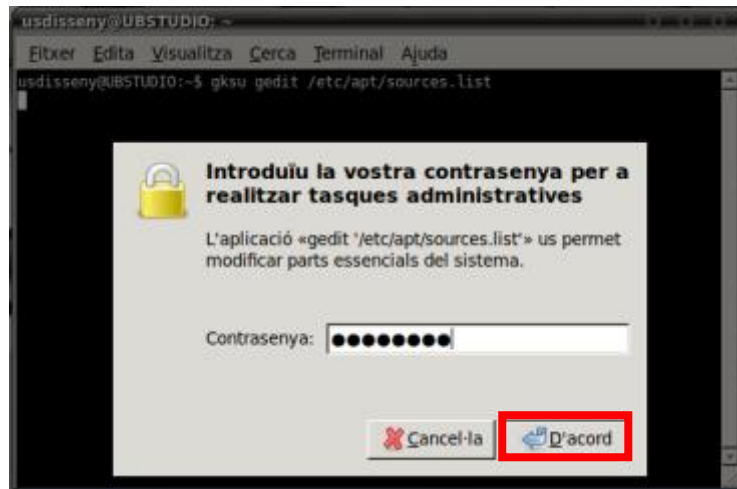 usdisseny@UBSTUDIO: ~
Eitxer Edita Visualitza Cerca Terminal Ajuda
usdisseny@UBSTUDIO:~$ gksu gedit /etc/apt/sources.list
Introduïu la vostra contrasenya per a
realitzar tasques administratives
L'aplicació «gedit '/etc/apt/sources.list'» us permet
modificar parts essencials del sistema.
Contrasenya: ●●●●●●●●
Cancel·la D'acord